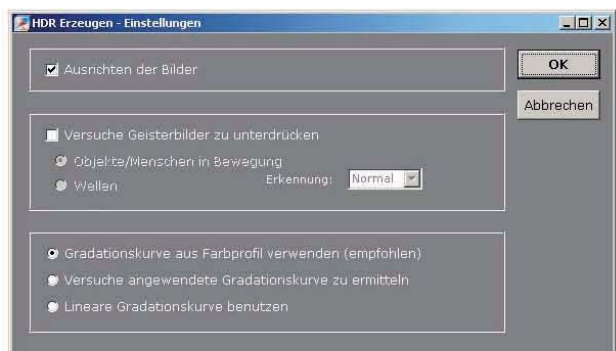 HDR Erzeugen - Einstellungen
Ausrichten der Bilder
OK
Abbrechen
Versuche Geisterbilder zu unterdrücken
Objekte/Menschen in Bewegung
Wellen
Erkennung: Normal
Gradationskurve aus Farbprofil verwenden (empfohlen)
Versuche angewendete Gradationskurve zu ermitteln
Lineare Gradationskurve benutzen